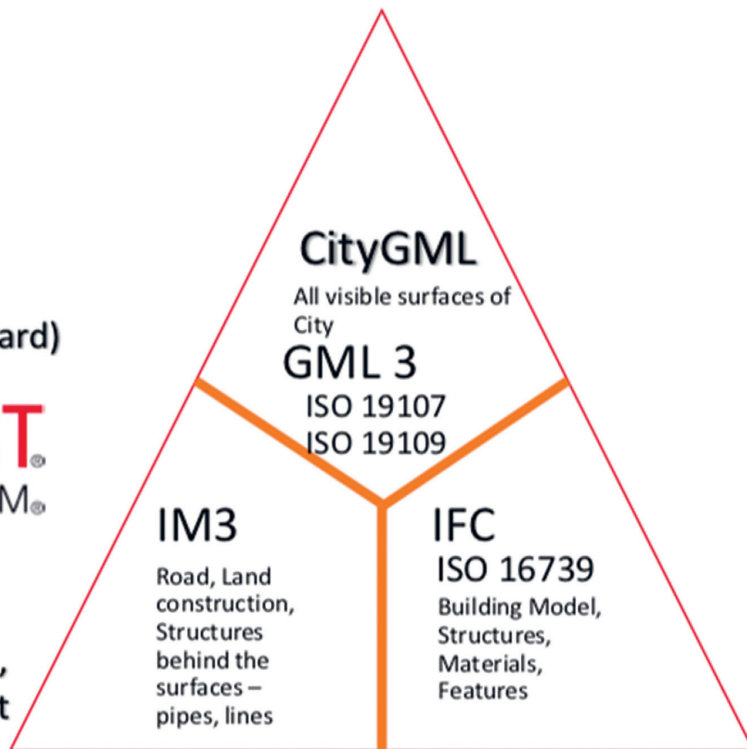 CityGML
All visible surfaces of
City
GML 3
ISO 19107
ISO 19109
ard)
T®
M®
IM3
Road, Land
construction,
Structures
behind the
surfaces –
pipes, lines
IFC
ISO 16739
Building Model,
Structures,
Materials,
Features
,
t